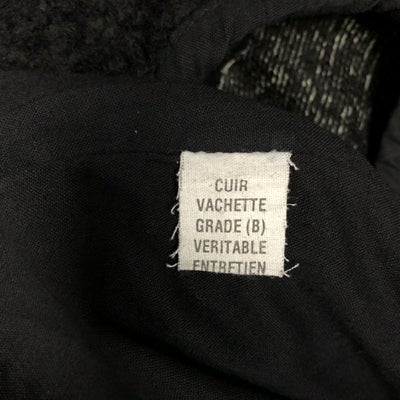 CUIR
VACHETTE
GRADE (B)
VERITABLE
ENTRETIEN